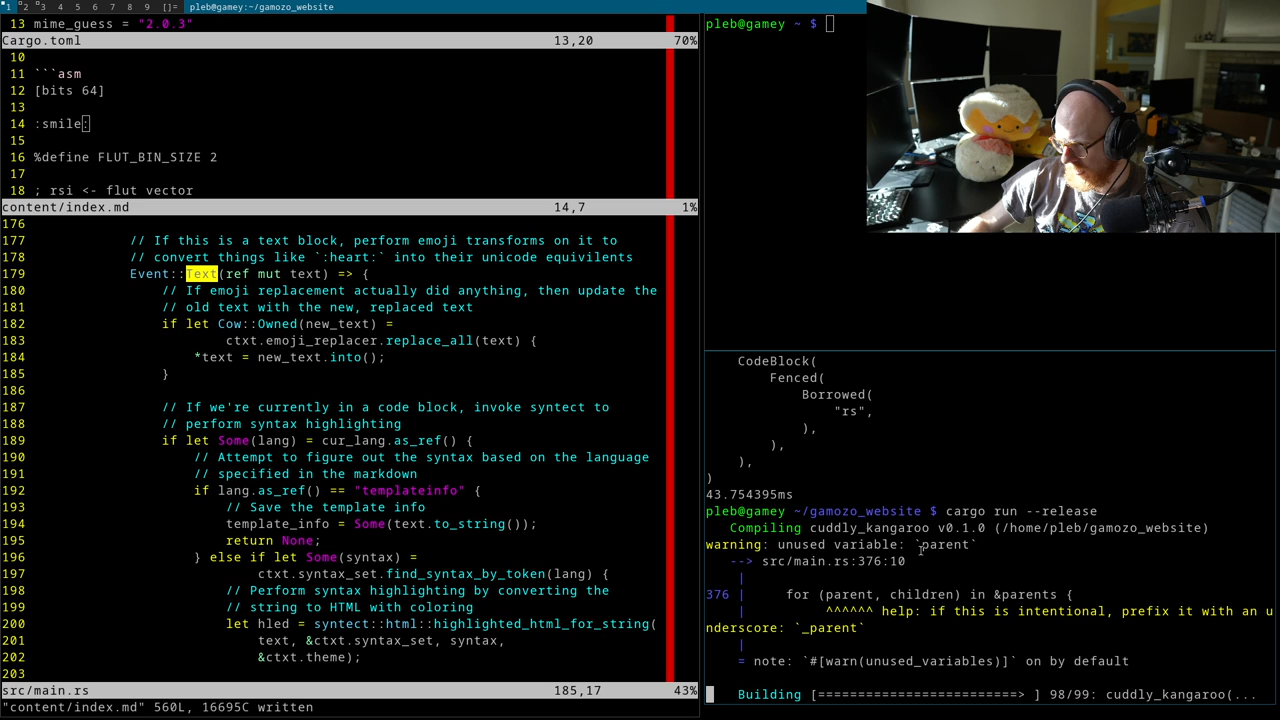 1 2 3 4 5 6 7 8 9 []= pleb@gamey:~/gamozo_website
13 mime_guess = "2.0.3"
Cargo.toml 13,20 70%
10
11 ```asm
12 [bits 64]
13
14 :smile:
15
16 %define FLUT_BIN_SIZE 2
17
18 ; rsi <- flut vector
content/index.md 14,7 1%
176
177 // If this is a text block, perform emoji transforms on it to
178 // convert things like `:heart:` into their unicode equivilents
179 Event::Text(ref mut text) => {
180 // If emoji replacement actually did anything, then update the
181 // old text with the new, replaced text
182 if let Cow::Owned(new_text) =
183 ctxt.emoji_replacer.replace_all(text) {
184 *text = new_text.into();
185 }
186
187 // If we're currently in a code block, invoke syntect to
188 // perform syntax highlighting
189 if let Some(lang) = cur_lang.as_ref() {
190 // Attempt to figure out the syntax based on the language
191 // specified in the markdown
192 if lang.as_ref() == "templateinfo" {
193 // Save the template info
194 template_info = Some(text.to_string());
195 return None;
196 } else if let Some(syntax) =
197 ctxt.syntax_set.find_syntax_by_token(lang) {
198 // Perform syntax highlighting by converting the
199 // string to HTML with coloring
200 let hled = syntect::html::highlighted_html_for_string(
201 text, &ctxt.syntax_set, syntax,
202 &ctxt.theme);
203
src/main.rs 185,17 43%
"content/index.md" 560L, 16695C written
pleb@gamey ~ $
CodeBlock(
Fenced(
Borrowed(
"rs",
),
),
),
)
43.754395ms
pleb@gamey ~/gamozo_website $ cargo run --release
Compiling cuddly_kangaroo v0.1.0 (/home/pleb/gamozo_website)
warning: unused variable: `parent`
--> src/main.rs:376:10
|
376 | for (parent, children) in &parents {
| ^^^^^^ help: if this is intentional, prefix it with an u
nderscore: `_parent`
|
= note: `#[warn(unused_variables)]` on by default
Building [=========================> ] 98/99: cuddly_kangaroo(...